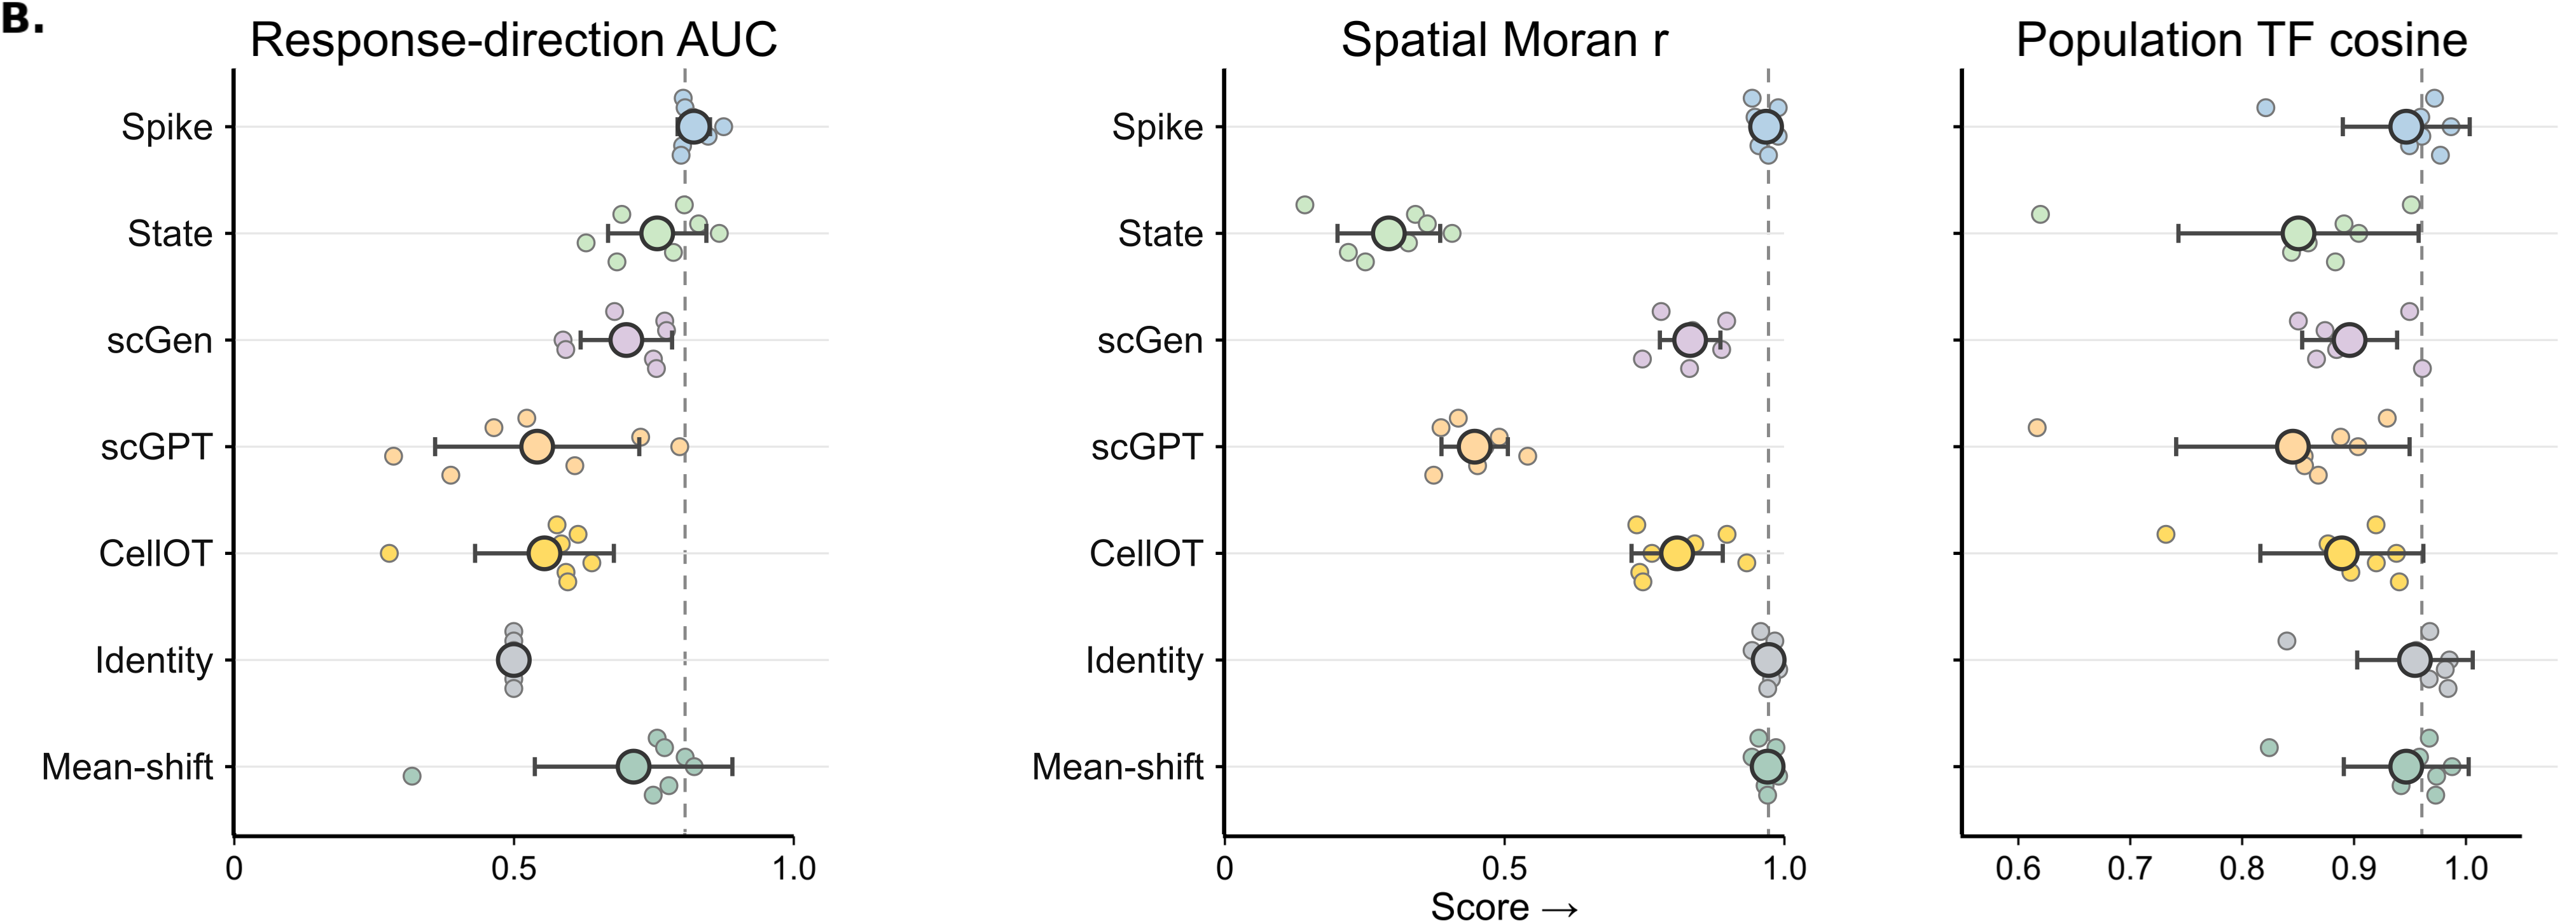 B.
Response-direction AUC
Spike
State
scGen
scGPT
CellOT
Identity
Mean-shift
0 0.5 1.0
Spatial Moran r
Spike
State
scGen
scGPT
CellOT
Identity
Mean-shift
0 0.5 1.0
Score →
Population TF cosine
0.6 0.7 0.8 0.9 1.0